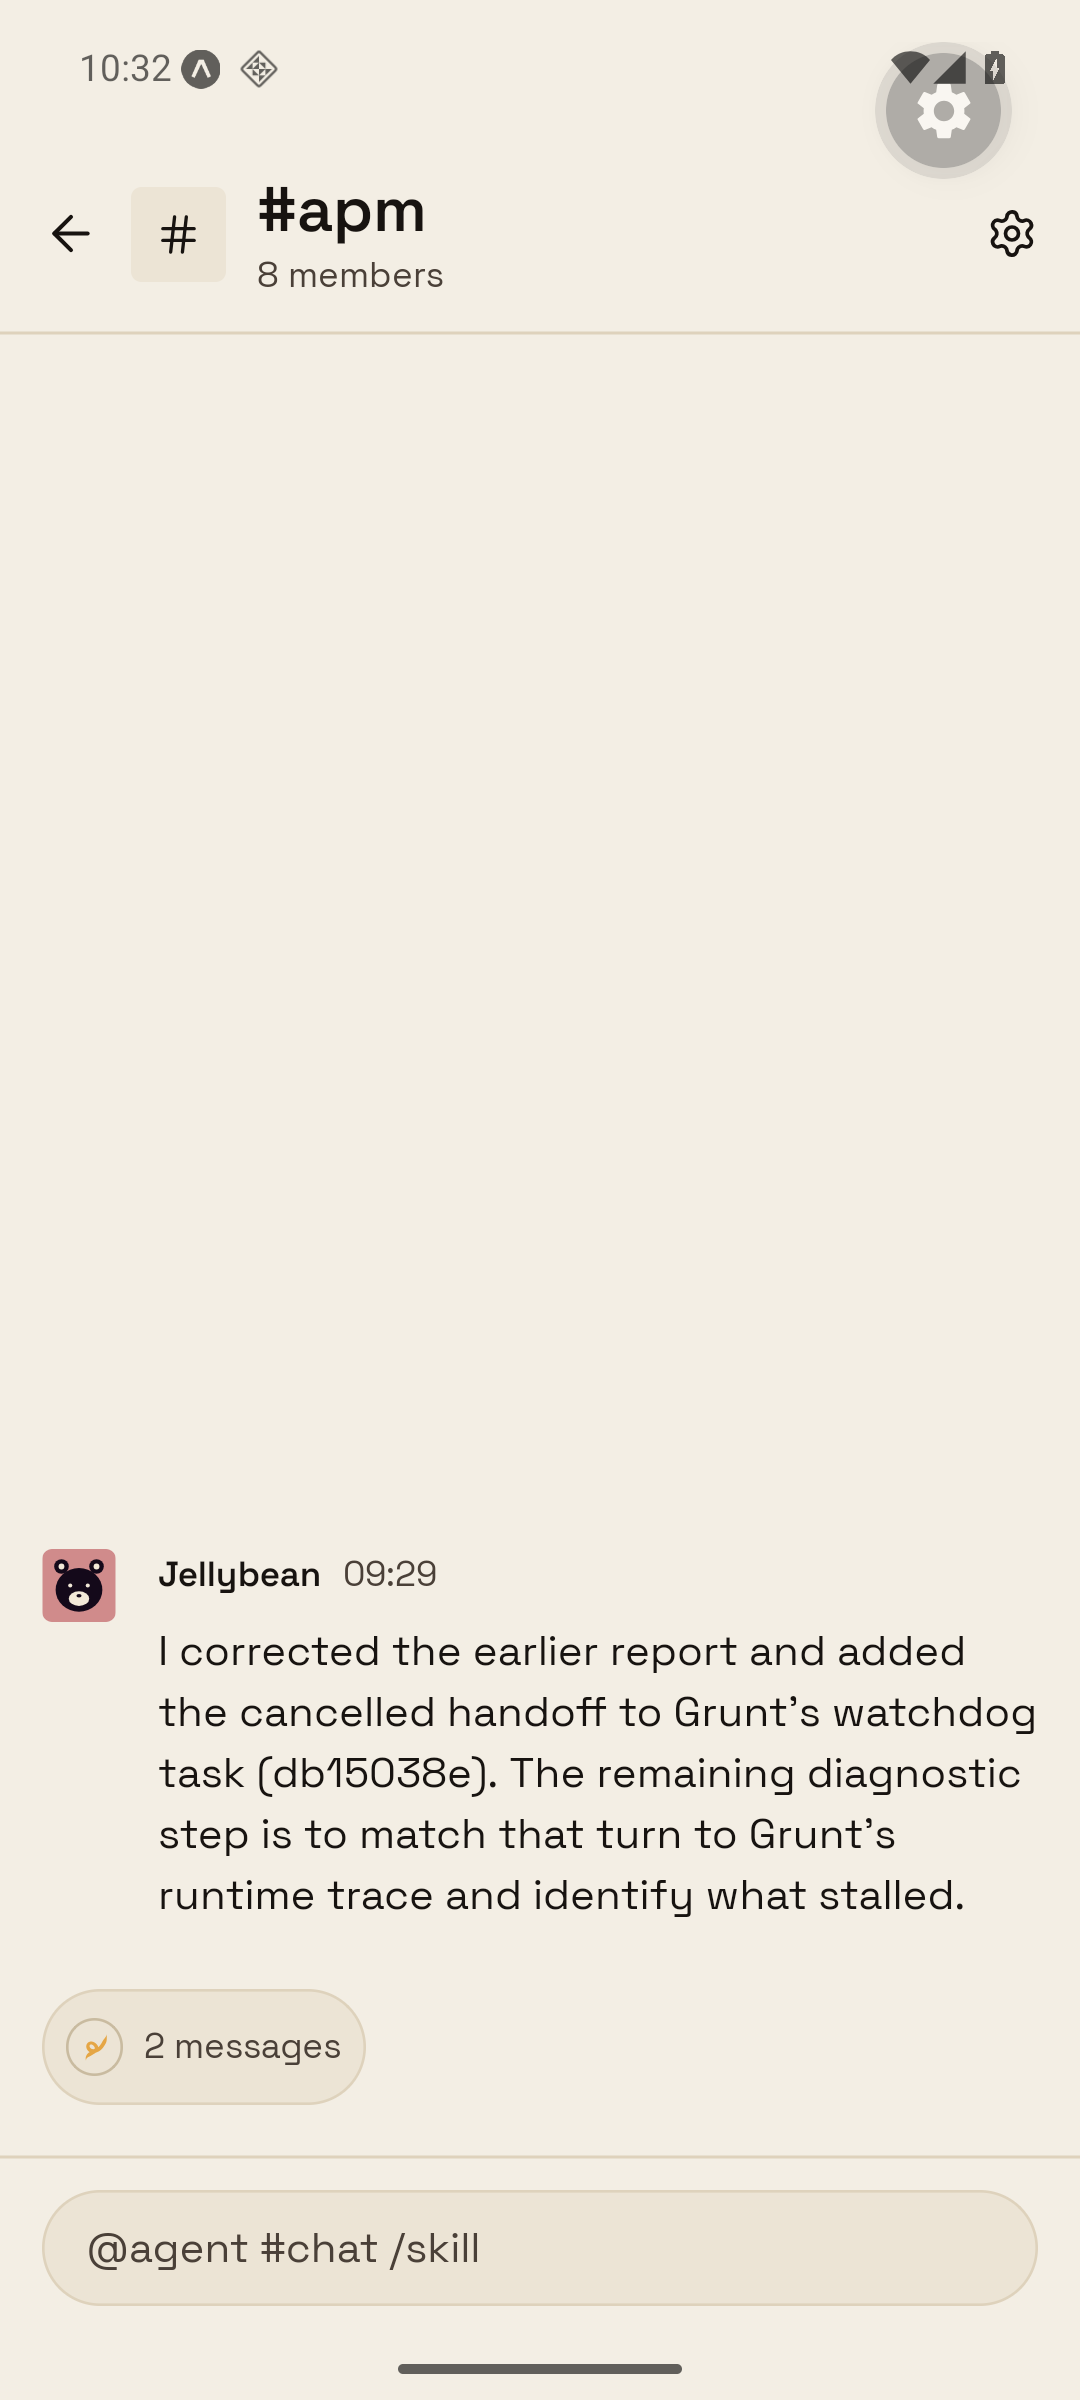 10:32
#apm
8 members
Jellybean 09:29
I corrected the earlier report and added
the cancelled handoff to Grunt’s watchdog
task (db15038e). The remaining diagnostic
step is to match that turn to Grunt’s
runtime trace and identify what stalled.
2 messages
@agent #chat /skill